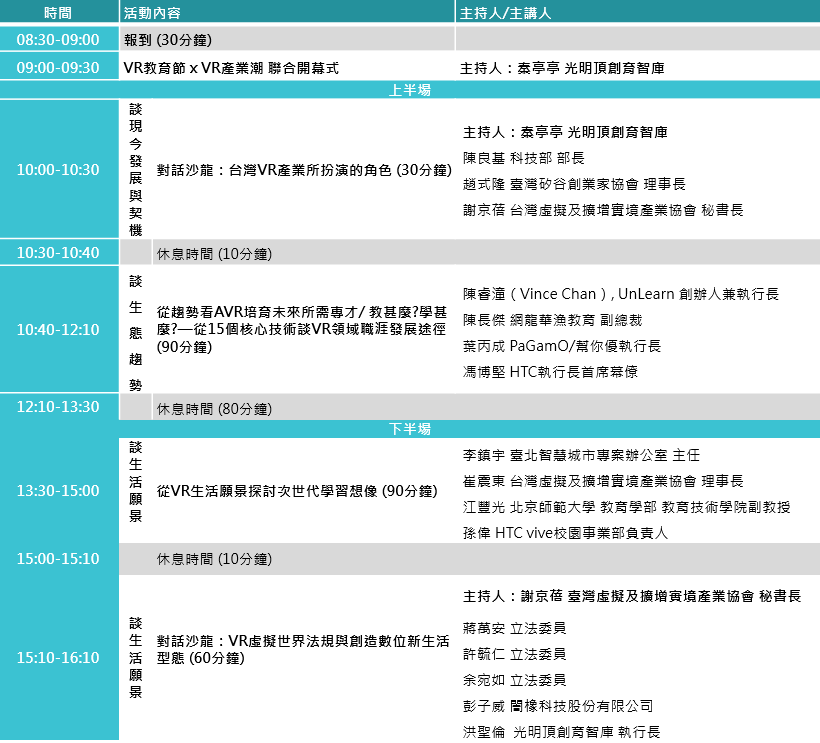 時間 活動內容 主持人/主講人
08:30-09:00 報到 (30分鐘)
09:00-09:30 VR教育節 x VR產業潮 聯合開幕式 主持人：秦亭亭 光明頂創育智庫
上半場
10:00-10:30
談現今發展與契機
對話沙龍：台灣VR產業所扮演的角色 (30分鐘)
主持人：秦亭亭 光明頂創育智庫
陳良基 科技部 部長
趙式隆 臺灣矽谷創業家協會 理事長
謝京蓓 台灣虛擬及擴增實境產業協會 秘書長
10:30-10:40 休息時間 (10分鐘)
10:40-12:10
談生態趨勢
從趨勢看AVR培育未來所需專才/ 教甚麼?學甚
麼?—從15個核心技術談VR領域職涯發展途徑
(90分鐘)
陳睿潼 ( Vince Chan ) , UnLearn 創辦人兼執行長
陳長傑 網龍華漁教育 副總裁
葉丙成 PaGamO/幫你優執行長
馮博堅 HTC執行長首席幕僚
12:10-13:30 休息時間 (80分鐘)
下半場
13:30-15:00
談生活願景
從VR生活願景探討次世代學習想像 (90分鐘)
李鎮宇 臺北智慧城市專案辦公室 主任
崔震東 台灣虛擬及擴增實境產業協會 理事長
江豐光 北京師範大學 教育學部 教育技術學院副教授
孫偉 HTC vive校園事業部負責人
15:00-15:10 休息時間 (10分鐘)
15:10-16:10
談生活願景
對話沙龍：VR虛擬世界法規與創造數位新生活
型態 (60分鐘)
主持人：謝京蓓 臺灣虛擬及擴增實境產業協會 秘書長
蔣萬安 立法委員
許毓仁 立法委員
余宛如 立法委員
彭子威 闇橡科技股份有限公司
洪聖倫 光明頂創育智庫 執行長